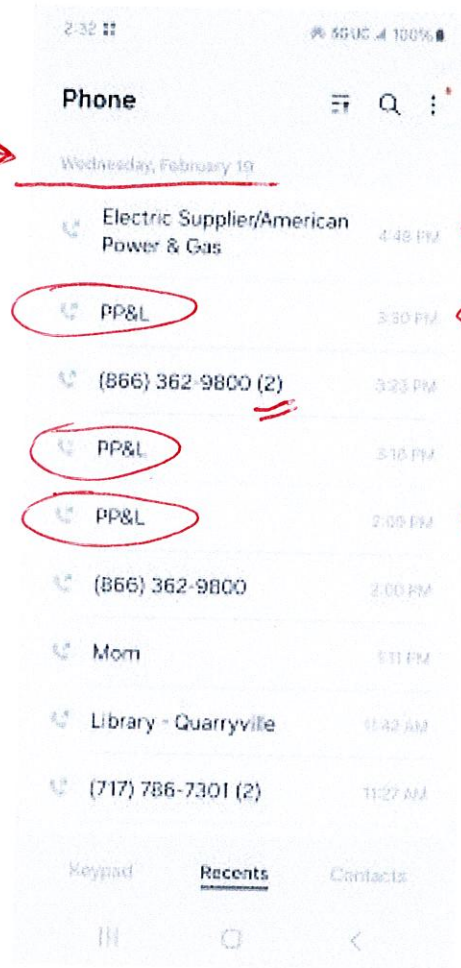 2:32
5G UC 100%
Phone
Wednesday, February 19
Electric Supplier/American
Power & Gas
4:48 PM
PP&L
3:30 PM
(866) 362-9800 (2)
3:23 PM
PP&L
3:10 PM
PP&L
2:09 PM
(866) 362-9800
2:00 PM
Mom
PM
Library - Quarryville
11:42 AM
(717) 786-7301 (2)
11:27 AM
Keypad Recents Contacts